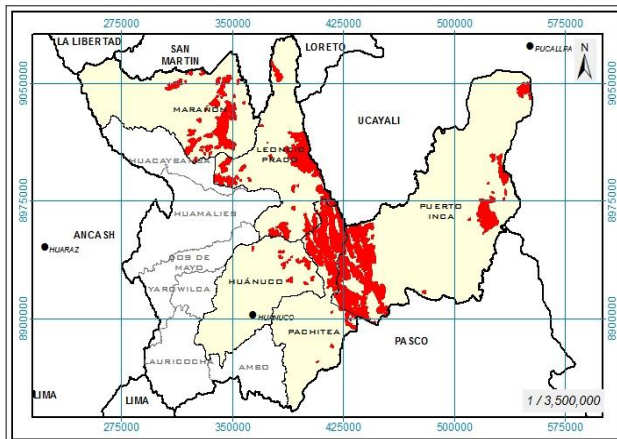 275000 350000 425000 500000 575000
LA LIBERTAD
SAN
MARTIN
LORETO
PUCALLPA
N
9050000
9050000
MARAÑON
UCAYALI
LEONCIO
PRADO
HUACAYBAMBA
8975000
8975000
PUERTO
INCA
HUAMALIES
ANCASH
HUARAZ
DOS DE
MAYO
YAROWILCA
HUÁNUCO
HUANUCO
8900000
8900000
PACHITEA
PASCO
LAURICOCHA
AMBO
LIMA
LIMA
1 / 3,500,000
275000 350000 425000 500000 575000